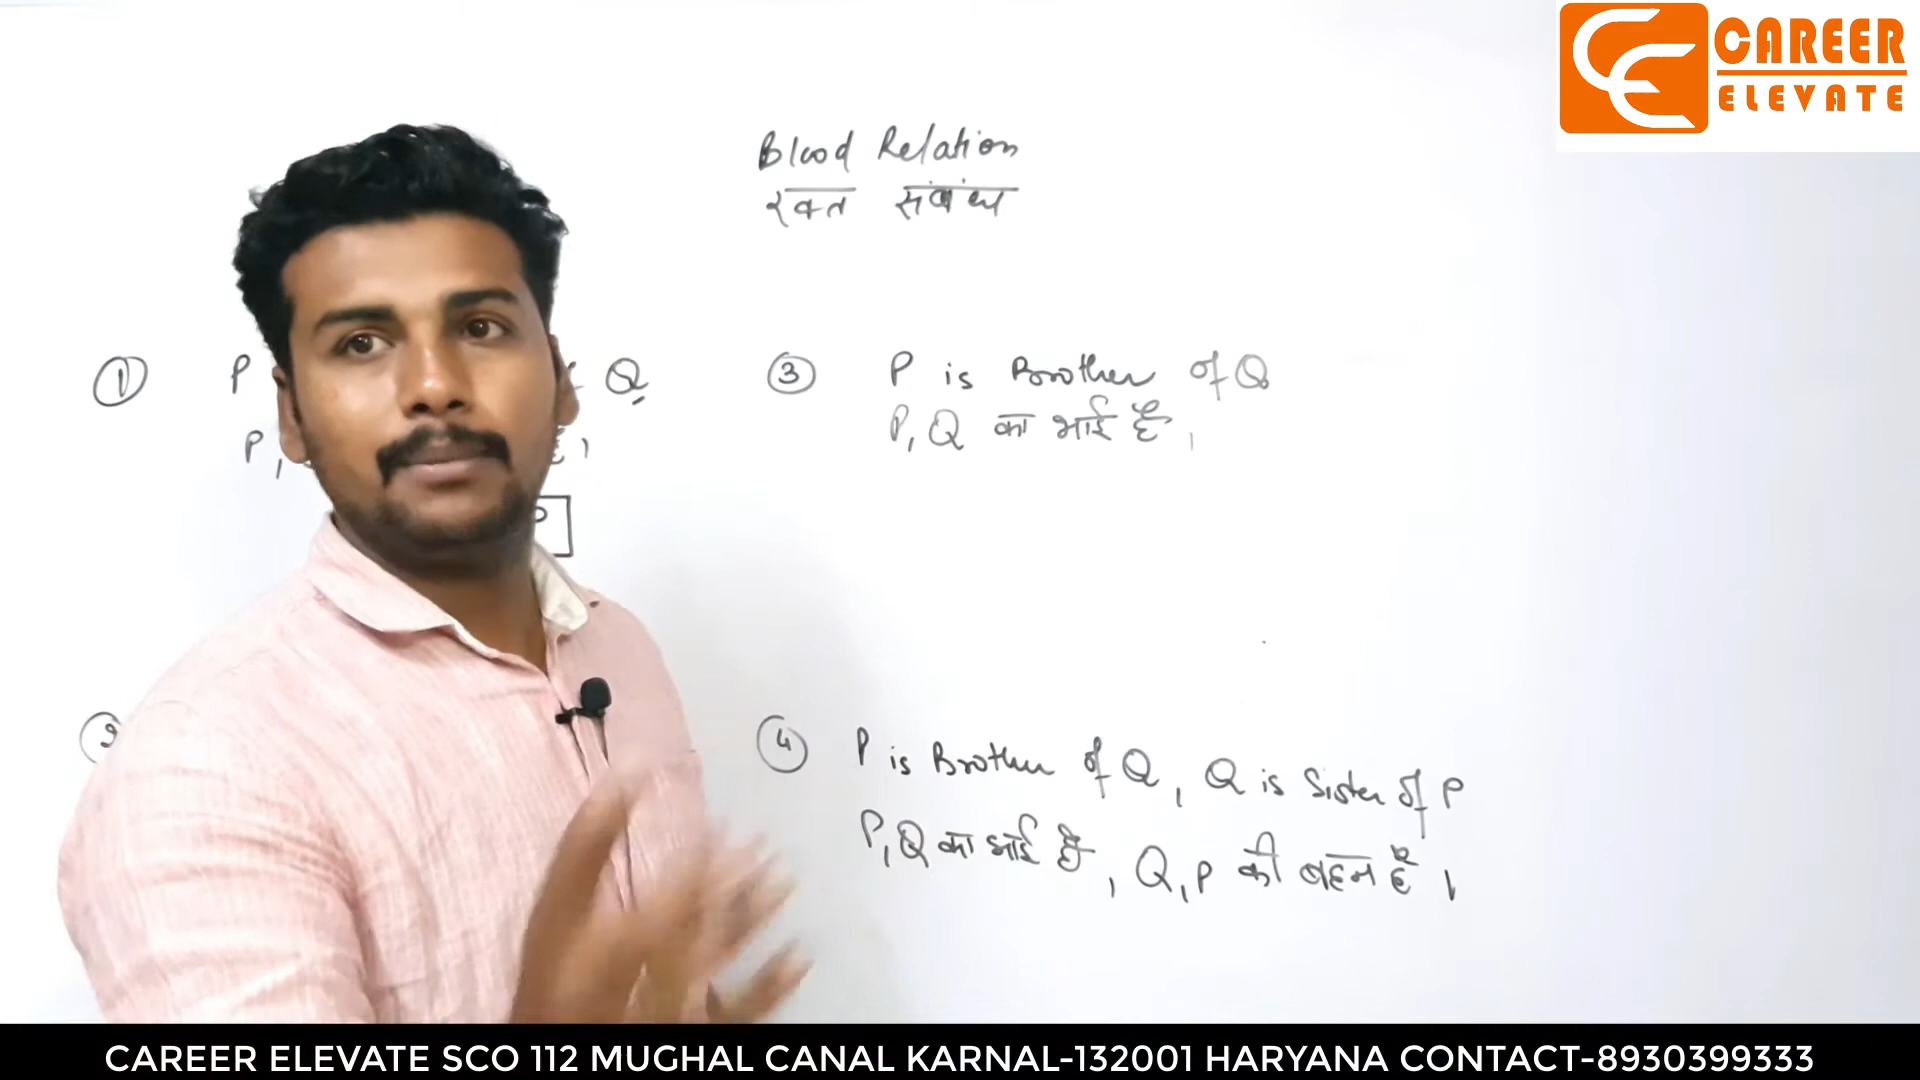 CAREER
ELEVATE
Blood Relation
रक्त संबंध
① P Q
P,
P
③ P is Brother of Q
P, Q का भाई है ।
④ P is Brother of Q, Q is Sister of P
P, Q का भाई है, Q, P की बहन है ।
CAREER ELEVATE SCO 112 MUGHAL CANAL KARNAL-132001 HARYANA CONTACT-8930399333